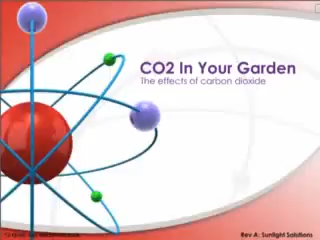 CO2 In Your Garden
The effects of carbon dioxide
Rev A: Sunlight Solutions